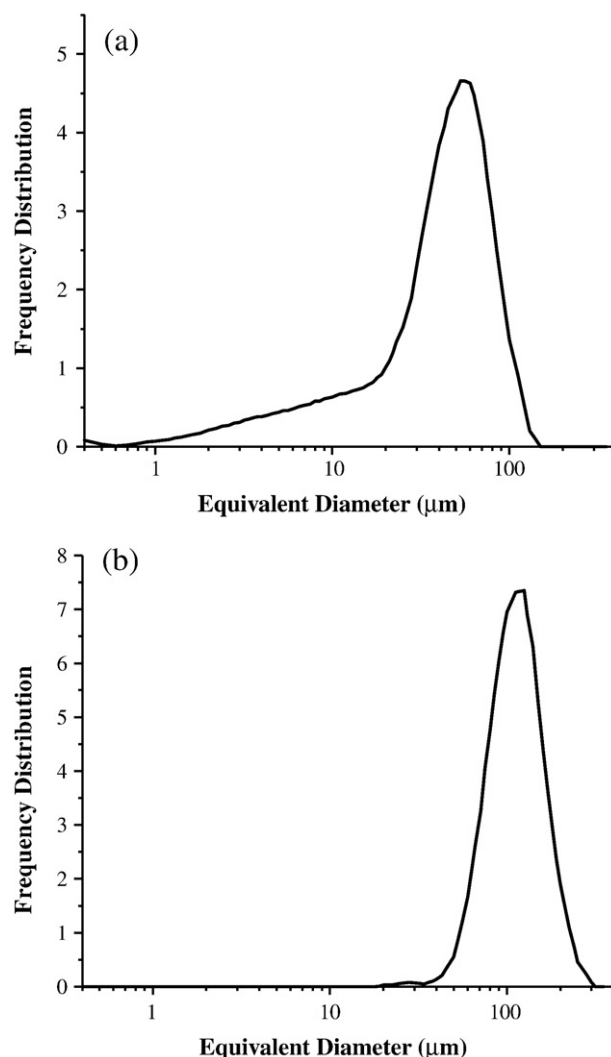 (a)
5
4
3
2
1
0
Frequency Distribution
1 10 100
Equivalent Diameter (μm)
(b)
8
7
6
5
4
3
2
1
0
Frequency Distribution
1 10 100
Equivalent Diameter (μm)